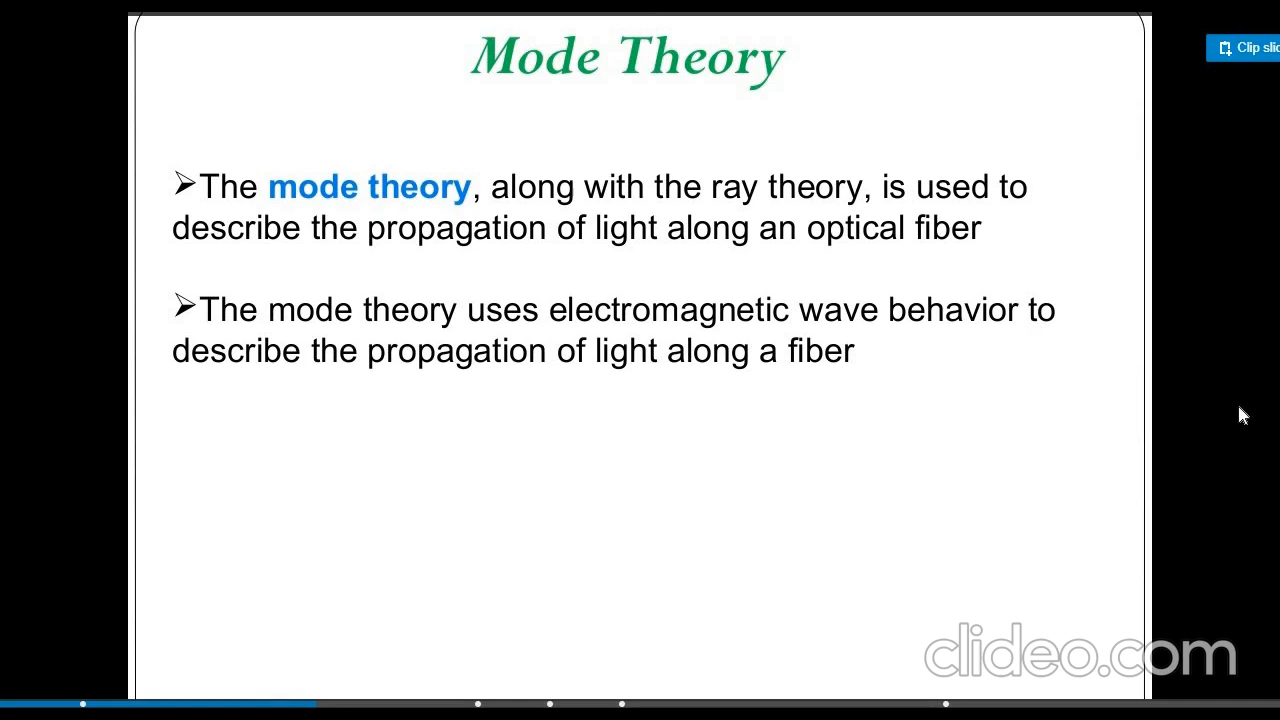 Mode Theory
Clip slid
➢The mode theory, along with the ray theory, is used to
describe the propagation of light along an optical fiber
➢The mode theory uses electromagnetic wave behavior to
describe the propagation of light along a fiber
clideo.com